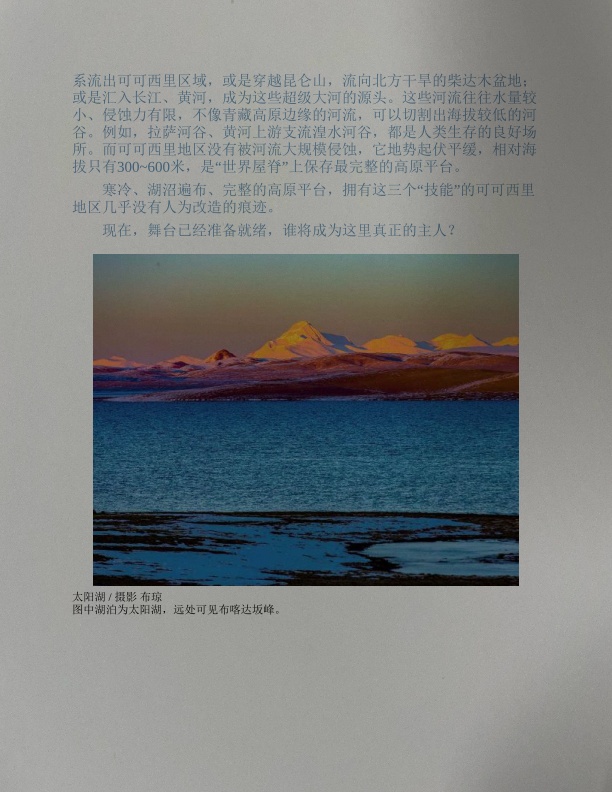 系流出可可西里区域，或是穿越昆仑山，流向北方干旱的柴达木盆地；
或是汇入长江、黄河，成为这些超级大河的源头。这些河流往往水量较
小、侵蚀力有限，不像青藏高原边缘的河流，可以切割出海拔较低的河
谷。例如，拉萨河谷、黄河上游支流湟水河谷，都是人类生存的良好场
所。而可可西里地区没有被河流大规模侵蚀，它地势起伏平缓，相对海
拔只有300~600米，是“世界屋脊”上保存最完整的高原平台。
寒冷、湖沼遍布、完整的高原平台，拥有这三个“技能”的可可西里
地区几乎没有人为改造的痕迹。
现在，舞台已经准备就绪，谁将成为这里真正的主人？
太阳湖 / 摄影 布琼
图中湖泊为太阳湖，远处可见布喀达坂峰。